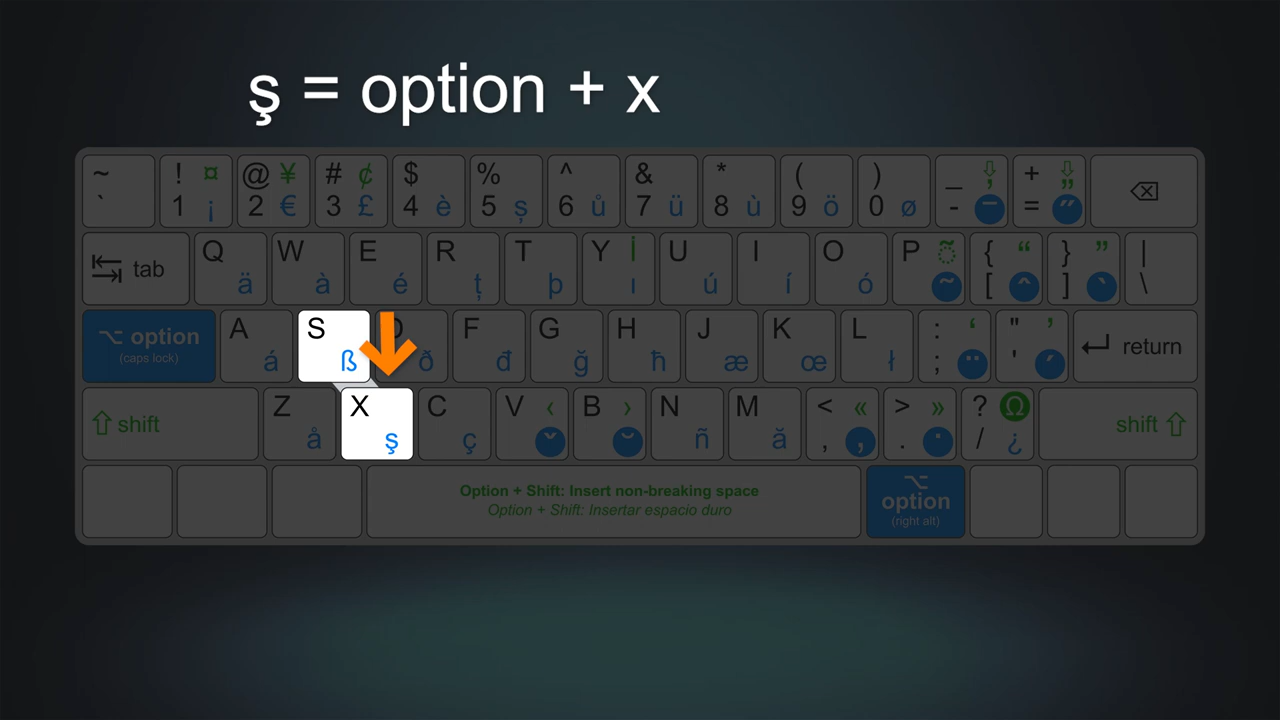 ş = option + x
~ ! ¤ @ ¥ # ¢ $ % ^ & * ( ) _ ⇩, + ⇩„
` 1 ¡ 2 € 3 £ 4 è 5 ș 6 ů 7 ü 8 ù 9 ö 0 ø - ¯ = ˝ ⌫
tab Q ä W à E é R ț T þ Y İ ı U ú I í O ó P õ ˜ { “ [ ˆ } ” ] ` | \
⌥ option
(caps lock)
A á S ß D ð F đ G ğ H ħ J æ K œ L ł : ‘ ; ¨ " ’ ' ´ return
⇧ shift Z å X ş C ç V ‹ ˇ B › ˘ N ñ M ă < « , ¸ > » . ˙ ? Ω / ¿ shift ⇧
Option + Shift: Insert non-breaking space
Option + Shift: Insertar espacio duro
⌥
option
(right alt)